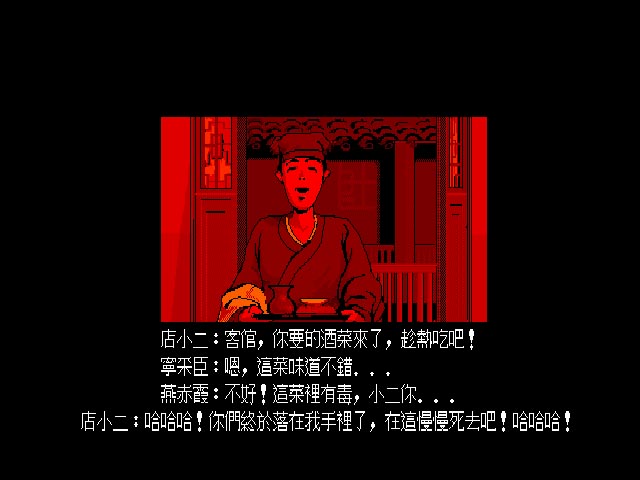 店小二：客倌，你要的酒菜來了，趁熱吃吧！
寧采臣：嗯，這菜味道不錯．．．
燕赤霞：不好！這菜裡有毒，小二你．．．
店小二：哈哈哈！你們終於落在我手裡了，在這慢慢死去吧！哈哈哈！